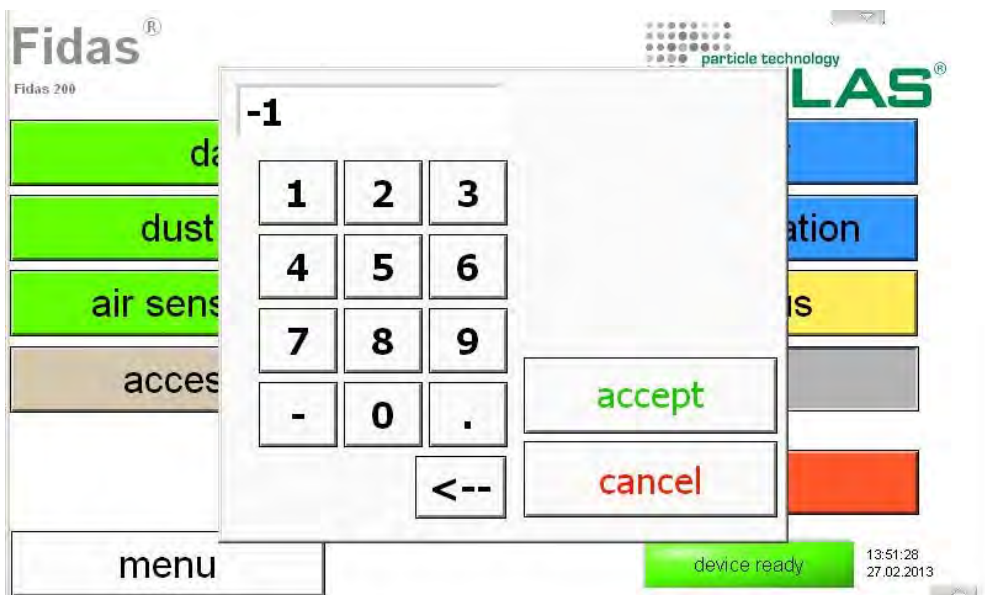 Fidas®
particle technology
Fidas 200
LAS®
-1
da
1 2 3
dust
ation
4 5 6
air sens
us
7 8 9
acces
accept
- 0 .
<--
cancel
menu
device ready
13:51:28
27.02.2013